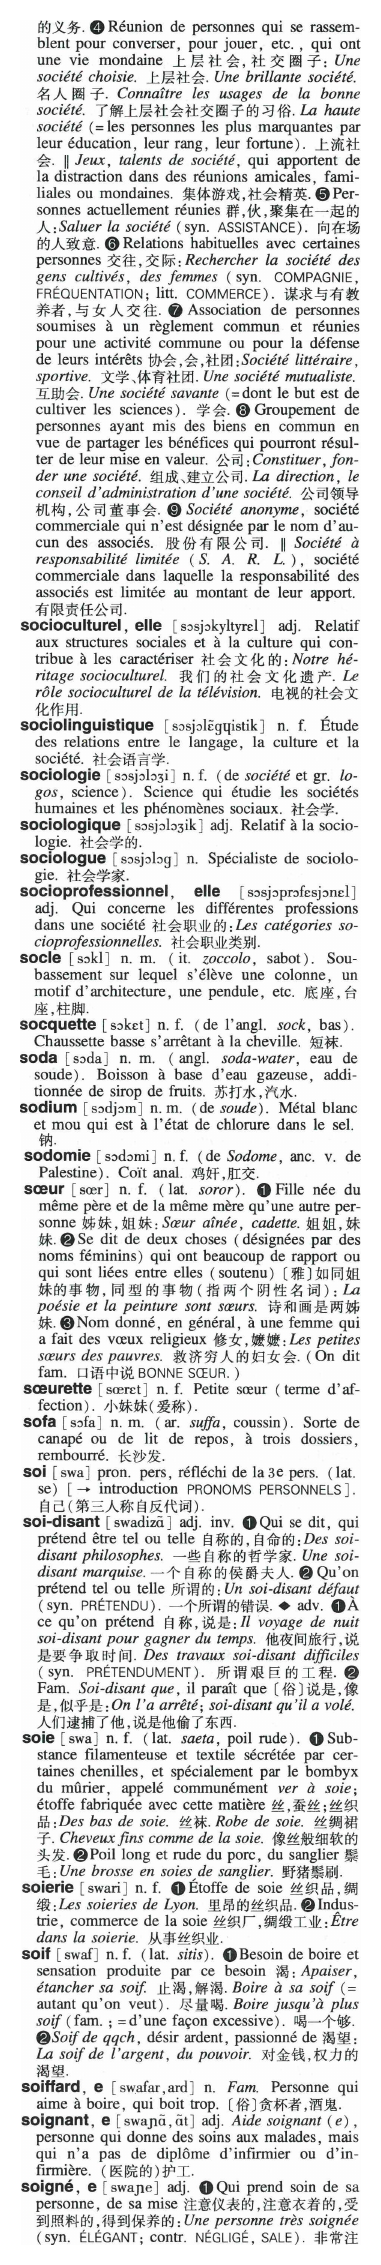 的义务. ❹ Réunion de personnes qui se rassem-
blent pour converser, pour jouer, etc. , qui ont
une vie mondaine 上层社会,社交圈子: Une
société choisie. 上层社会. Une brillante société.
名人圈子. Connaître les usages de la bonne
société. 了解上层社会社交圈子的习俗. La haute
société (= les personnes les plus marquantes par
leur éducation, leur rang, leur fortune). 上流社
会. ‖ Jeux, talents de société, qui apportent de
la distraction dans des réunions amicales, fami-
liales ou mondaines. 集体游戏,社会精英. ❺ Per-
sonnes actuellement réunies 群,伙,聚集在一起的
人: Saluer la société (syn. ASSISTANCE). 向在场
的人致意. ❻ Relations habituelles avec certaines
personnes 交往,交际: Rechercher la société des
gens cultivés, des femmes (syn. COMPAGNIE,
FRÉQUENTATION; litt. COMMERCE). 谋求与有教
养者,与女人交往. ❼ Association de personnes
soumises à un règlement commun et réunies
pour une activité commune ou pour la défense
de leurs intérêts 协会,会,社团: Société littéraire,
sportive. 文学、体育社团. Une société mutualiste.
互助会. Une société savante (= dont le but est de
cultiver les sciences). 学会. ❽ Groupement de
personnes ayant mis des biens en commun en
vue de partager les bénéfices qui pourront résul-
ter de leur mise en valeur. 公司: Constituer, fon-
der une société. 组成、建立公司. La direction, le
conseil d'administration d'une société. 公司领导
机构,公司董事会. ❾ Société anonyme, société
commerciale qui n'est désignée par le nom d'au-
cun des associés. 股份有限公司. ‖ Société à
responsabilité limitée (S. A. R. L.), société
commerciale dans laquelle la responsabilité des
associés est limitée au montant de leur apport.
有限责任公司.
socioculturel, elle [sɔsjɔkyltyrɛl] adj. Relatif
aux structures sociales et à la culture qui con-
tribue à les caractériser 社会文化的: Notre hé-
ritage socioculturel. 我们的社会文化遗产. Le
rôle socioculturel de la télévision. 电视的社会文
化作用.
sociolinguistique [sɔsjɔlɛ̃gɥistik] n. f. Étude
des relations entre le langage, la culture et la
société. 社会语言学.
sociologie [sɔsjɔlɔʒi] n. f. (de société et gr. lo-
gos, science). Science qui étudie les sociétés
humaines et les phénomènes sociaux. 社会学.
sociologique [sɔsjɔlɔʒik] adj. Relatif à la socio-
logie. 社会学的.
sociologue [sɔsjɔlɔg] n. Spécialiste de sociolo-
gie. 社会学家.
socioprofessionnel, elle [sɔsjɔprɔfɛsjɔnɛl]
adj. Qui concerne les différentes professions
dans une société 社会职业的: Les catégories so-
cioprofessionnelles. 社会职业类别.
socle [sɔkl] n. m. (it. zoccolo, sabot). Sou-
bassement sur lequel s'élève une colonne, un
motif d'architecture, une pendule, etc. 底座,台
座,柱脚.
socquette [sɔkɛt] n. f. (de l'angl. sock, bas).
Chaussette basse s'arrêtant à la cheville. 短袜.
soda [sɔda] n. m. (angl. soda-water, eau de
soude). Boisson à base d'eau gazeuse, addi-
tionnée de sirop de fruits. 苏打水,汽水.
sodium [sɔdjɔm] n. m. (de soude). Métal blanc
et mou qui est à l'état de chlorure dans le sel.
钠.
sodomie [sɔdɔmi] n. f. (de Sodome, anc. v. de
Palestine). Coït anal. 鸡奸,肛交.
sœur [sœr] n. f. (lat. soror). ❶ Fille née du
même père et de la même mère qu'une autre per-
sonne 姊妹,姐妹: Sœur aînée, cadette. 姐姐,妹
妹. ❷ Se dit de deux choses (désignées par des
noms féminins) qui ont beaucoup de rapport ou
qui sont liées entre elles (soutenu) [雅]如同姐
妹的事物,同型的事物(指两个阴性名词): La
poésie et la peinture sont sœurs. 诗和画是两姊
妹. ❸ Nom donné, en général, à une femme qui
a fait des vœux religieux 修女,嬷嬷: Les petites
sœurs des pauvres. 救济穷人的妇女会. (On dit
fam. 口语中说 BONNE SŒUR.)
sœurette [sœrɛt] n. f. Petite sœur (terme d'af-
fection). 小妹妹(爱称).
sofa [sɔfa] n. m. (ar. suffa, coussin). Sorte de
canapé ou de lit de repos, à trois dossiers,
rembourré. 长沙发.
soi [swa] pron. pers, réfléchi de la 3e pers. (lat.
se) [→ introduction PRONOMS PERSONNELS].
自己(第三人称自反代词).
soi-disant [swadizɑ̃] adj. inv. ❶ Qui se dit, qui
prétend être tel ou telle 自称的,自命的: Des soi-
disant philosophes. 一些自称的哲学家. Une soi-
disant marquise. 一个自称的侯爵夫人. ❷ Qu'on
prétend tel ou telle 所谓的: Un soi-disant défaut
(syn. PRÉTENDU). 一个所谓的错误. ◆ adv. ❶ À
ce qu'on prétend 自称,说是: Il voyage de nuit
soi-disant pour gagner du temps. 他夜间旅行,说
是要争取时间. Des travaux soi-disant difficiles
(syn. PRÉTENDUMENT). 所谓艰巨的工程. ❷
Fam. Soi-disant que, il paraît que [俗]说是,像
是,似乎是: On l'a arrêté; soi-disant qu'il a volé.
人们逮捕了他,说是他偷了东西.
soie [swa] n. f. (lat. saeta, poil rude). ❶ Sub-
stance filamenteuse et textile sécrétée par cer-
taines chenilles, et spécialement par le bombyx
du mûrier, appelé communément ver à soie;
étoffe fabriquée avec cette matière 丝,蚕丝;丝织
品: Des bas de soie. 丝袜. Robe de soie. 丝绸裙
子. Cheveux fins comme de la soie. 像丝般细软的
头发. ❷ Poil long et rude du porc, du sanglier 鬃
毛: Une brosse en soies de sanglier. 野猪鬃刷.
soierie [swari] n. f. ❶ Étoffe de soie 丝织品,绸
缎: Les soieries de Lyon. 里昂的丝织品. ❷ Indus-
trie, commerce de la soie 丝织厂,绸缎工业: Être
dans la soierie. 从事丝织业.
soif [swaf] n. f. (lat. sitis). ❶ Besoin de boire et
sensation produite par ce besoin 渴: Apaiser,
étancher sa soif. 止渴,解渴. Boire à sa soif (=
autant qu'on veut). 尽量喝. Boire jusqu'à plus
soif (fam. ; = d'une façon excessive). 喝一个够.
❷ Soif de qqch, désir ardent, passionné de 渴望:
La soif de l'argent, du pouvoir. 对金钱,权力的
渴望.
soiffard, e [swafar,ard] n. Fam. Personne qui
aime à boire, qui boit trop. [俗]贪杯者,酒鬼.
soignant, e [swaɲɑ̃, ɑ̃t] adj. Aide soignant (e),
personne qui donne des soins aux malades, mais
qui n'a pas de diplôme d'infirmier ou d'in-
firmière. (医院的)护工.
soigné, e [swaɲe] adj. ❶ Qui prend soin de sa
personne, de sa mise 注意仪表的,注意衣着的,受
到照料的,得到保养的: Une personne très soignée
(syn. ÉLÉGANT; contr. NÉGLIGÉ, SALE). 非常注